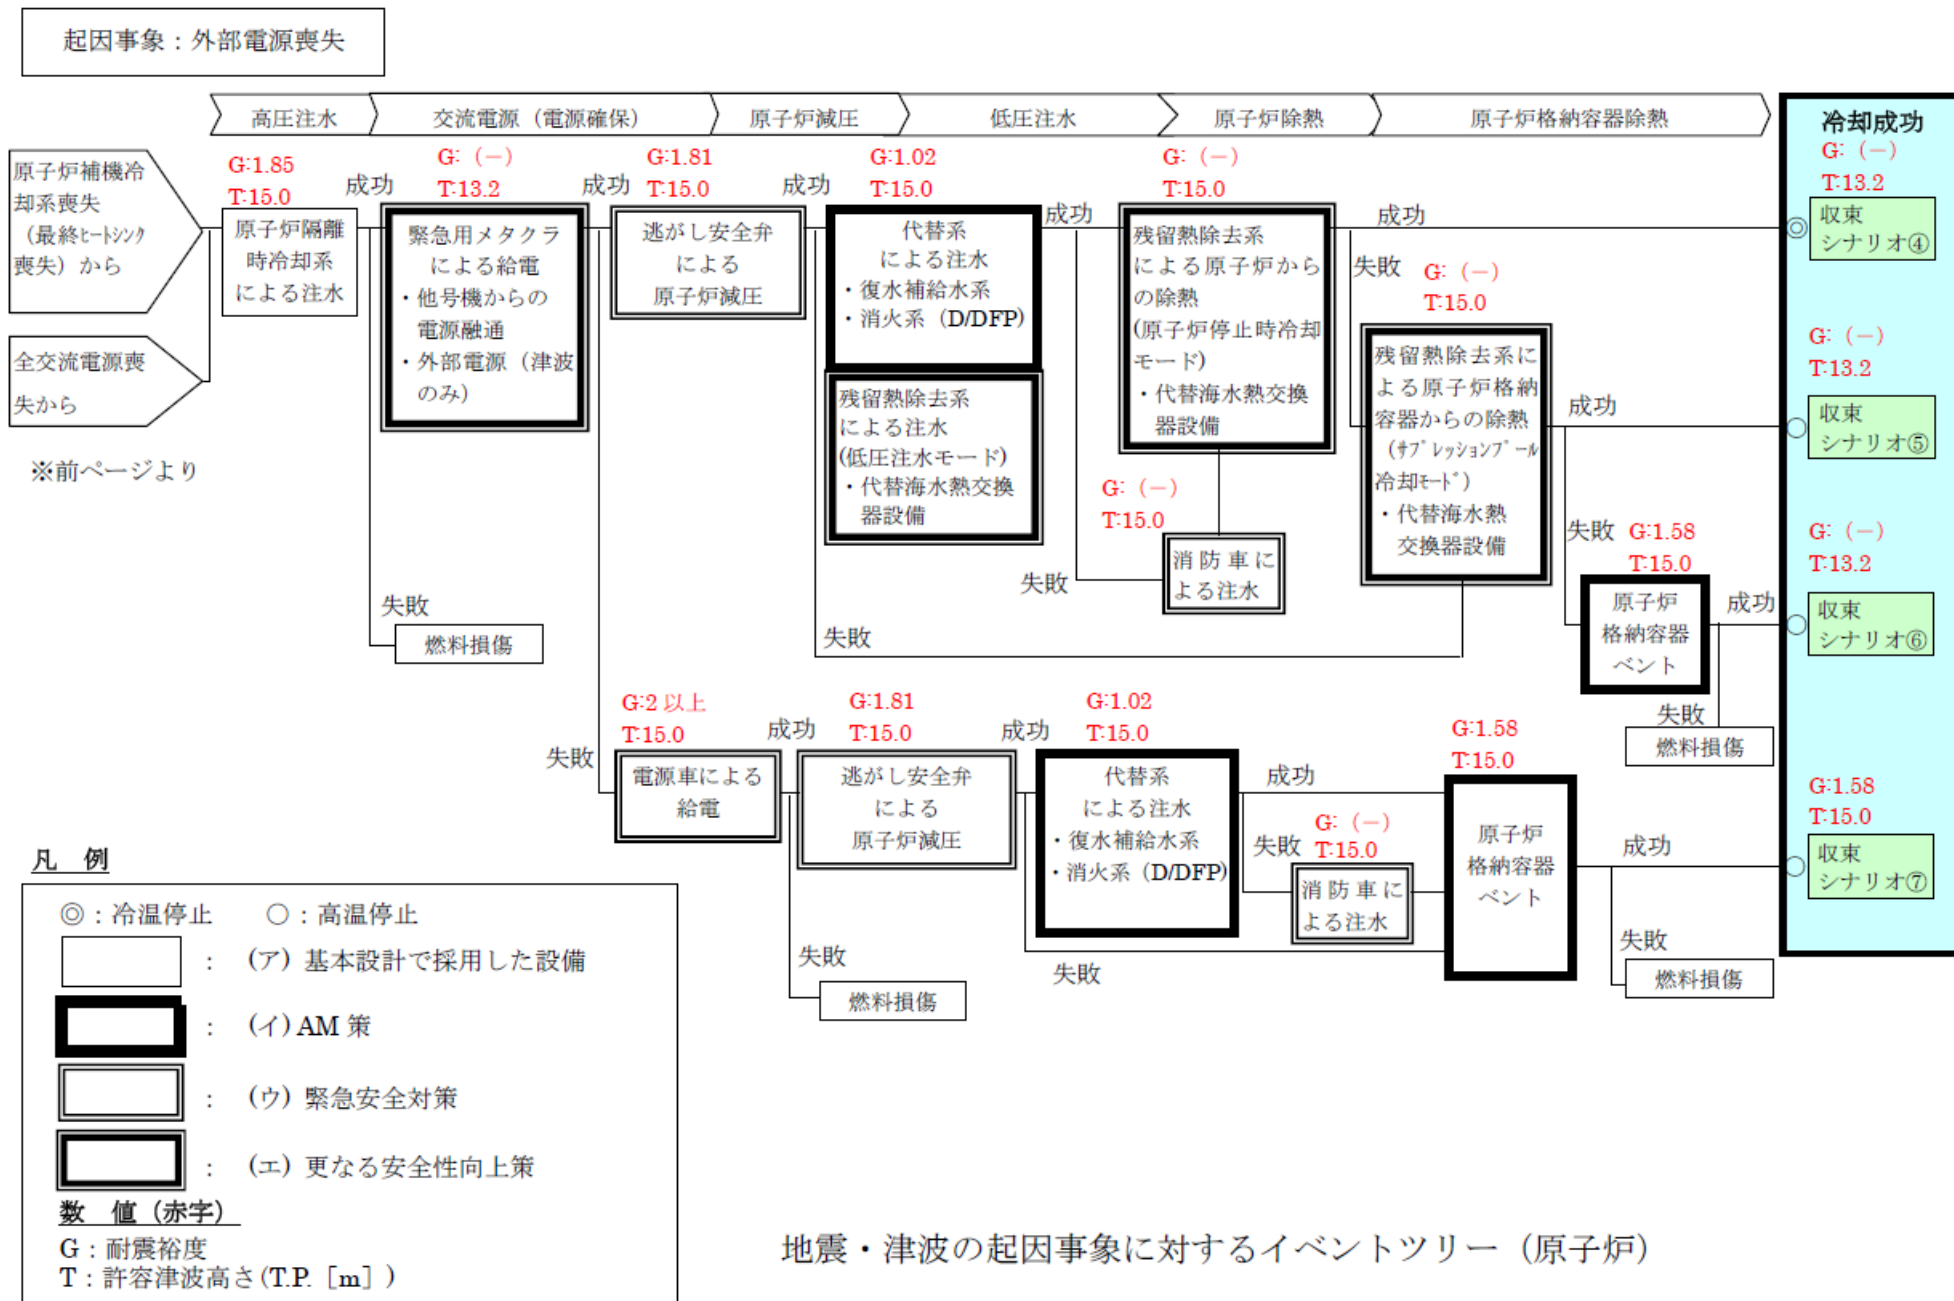 起因事象：外部電源喪失
高圧注水
交流電源（電源確保）
原子炉減圧
低圧注水
原子炉除熱
原子炉格納容器除熱
冷却成功
原子炉補機冷
却系喪失
（最終ﾋｰﾄｼﾝｸ
喪失）から
全交流電源喪
失から
※前ページより
G:1.85
T:15.0
原子炉隔離
時冷却系
による注水
成功
失敗
燃料損傷
G:（－）
T:13.2
緊急用メタクラ
による給電
・他号機からの
電源融通
・外部電源（津波
のみ）
成功
失敗
G:1.81
T:15.0
逃がし安全弁
による
原子炉減圧
成功
失敗
G:1.02
T:15.0
代替系
による注水
・復水補給水系
・消火系（D/DFP)
残留熱除去系
による注水
(低圧注水モード)
・代替海水熱交換
器設備
成功
失敗
G:（－）
T:15.0
消防車に
よる注水
G:（－）
T:15.0
残留熱除去系
による原子炉から
の除熱
(原子炉停止時冷却
モード)
・代替海水熱交換
器設備
成功
失敗
G:（－）
T:15.0
残留熱除去系に
よる原子炉格納
容器からの除熱
（ｻﾌﾟﾚｯｼｮﾝﾌﾟｰﾙ
冷却ﾓｰﾄﾞ）
・代替海水熱
交換器設備
成功
失敗
G:1.58
T:15.0
原子炉
格納容器
ベント
成功
失敗
燃料損傷
G:（－）
T:13.2
収束
シナリオ④
G:（－）
T:13.2
収束
シナリオ⑤
G:（－）
T:13.2
収束
シナリオ⑥
G:1.58
T:15.0
収束
シナリオ⑦
G:2 以上
T:15.0
電源車による
給電
成功
失敗
燃料損傷
G:1.81
T:15.0
逃がし安全弁
による
原子炉減圧
成功
失敗
G:1.02
T:15.0
代替系
による注水
・復水補給水系
・消火系（D/DFP)
成功
失敗
G:（－）
T:15.0
消防車に
よる注水
G:1.58
T:15.0
原子炉
格納容器
ベント
成功
失敗
燃料損傷
凡　例
◎：冷温停止　　○：高温停止
：　(ア) 基本設計で採用した設備
：　(イ) AM 策
：　(ウ) 緊急安全対策
：　(エ) 更なる安全性向上策
数　値（赤字）
G：耐震裕度
T：許容津波高さ(T.P.［m］)
地震・津波の起因事象に対するイベントツリー（原子炉）